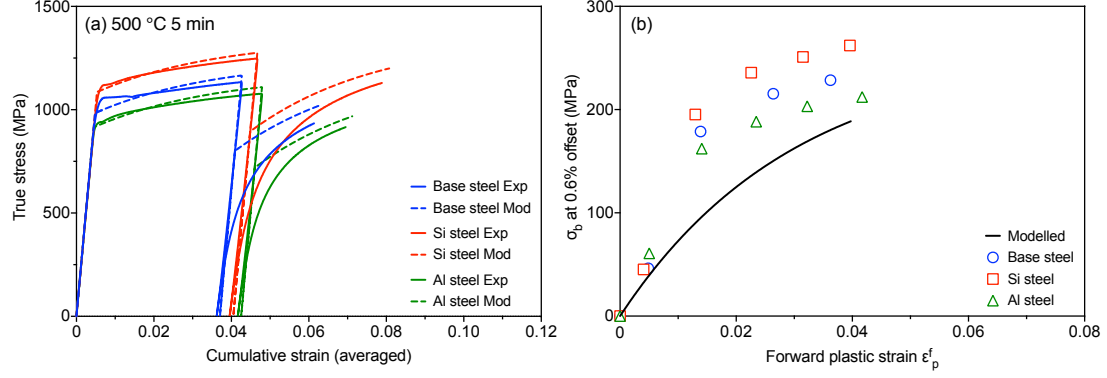 (a) 500 °C 5 min
True stress (MPa)
1500
1000
500
0
0.00
0.02
0.04
0.06
0.08
0.10
0.12
Cumulative strain (averaged)
Base steel Exp
Base steel Mod
Si steel Exp
Si steel Mod
Al steel Exp
Al steel Mod
(b)
σb at 0.6% offset (MPa)
300
200
100
0
0
0.02
0.04
0.06
0.08
Forward plastic strain εᶠₚ
Modelled
Base steel
Si steel
Al steel